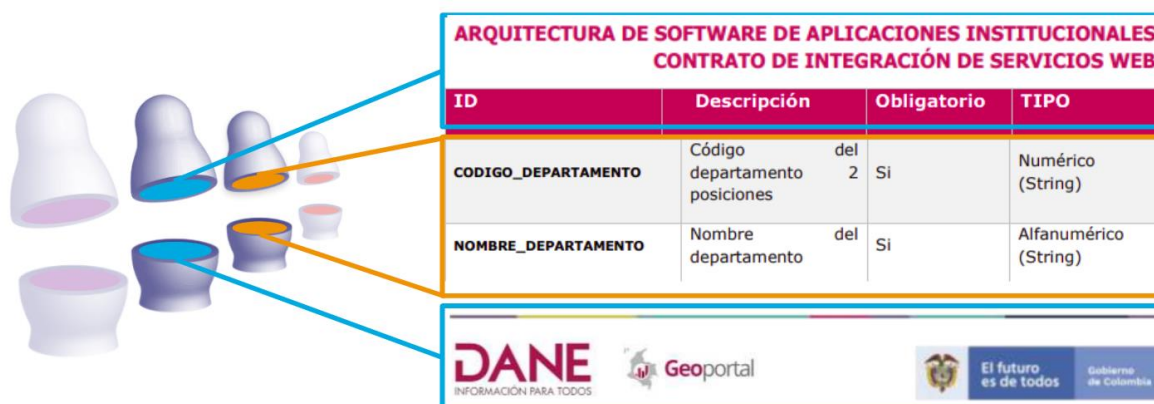 ARQUITECTURA DE SOFTWARE DE APLICACIONES INSTITUCIONALES
CONTRATO DE INTEGRACIÓN DE SERVICIOS WEB
ID Descripción Obligatorio TIPO
CODIGO_DEPARTAMENTO Código del departamento 2 posiciones Si Numérico (String)
NOMBRE_DEPARTAMENTO Nombre del departamento Si Alfanumérico (String)
DANE
INFORMACIÓN PARA TODOS
Geoportal
El futuro
es de todos
Gobierno
de Colombia